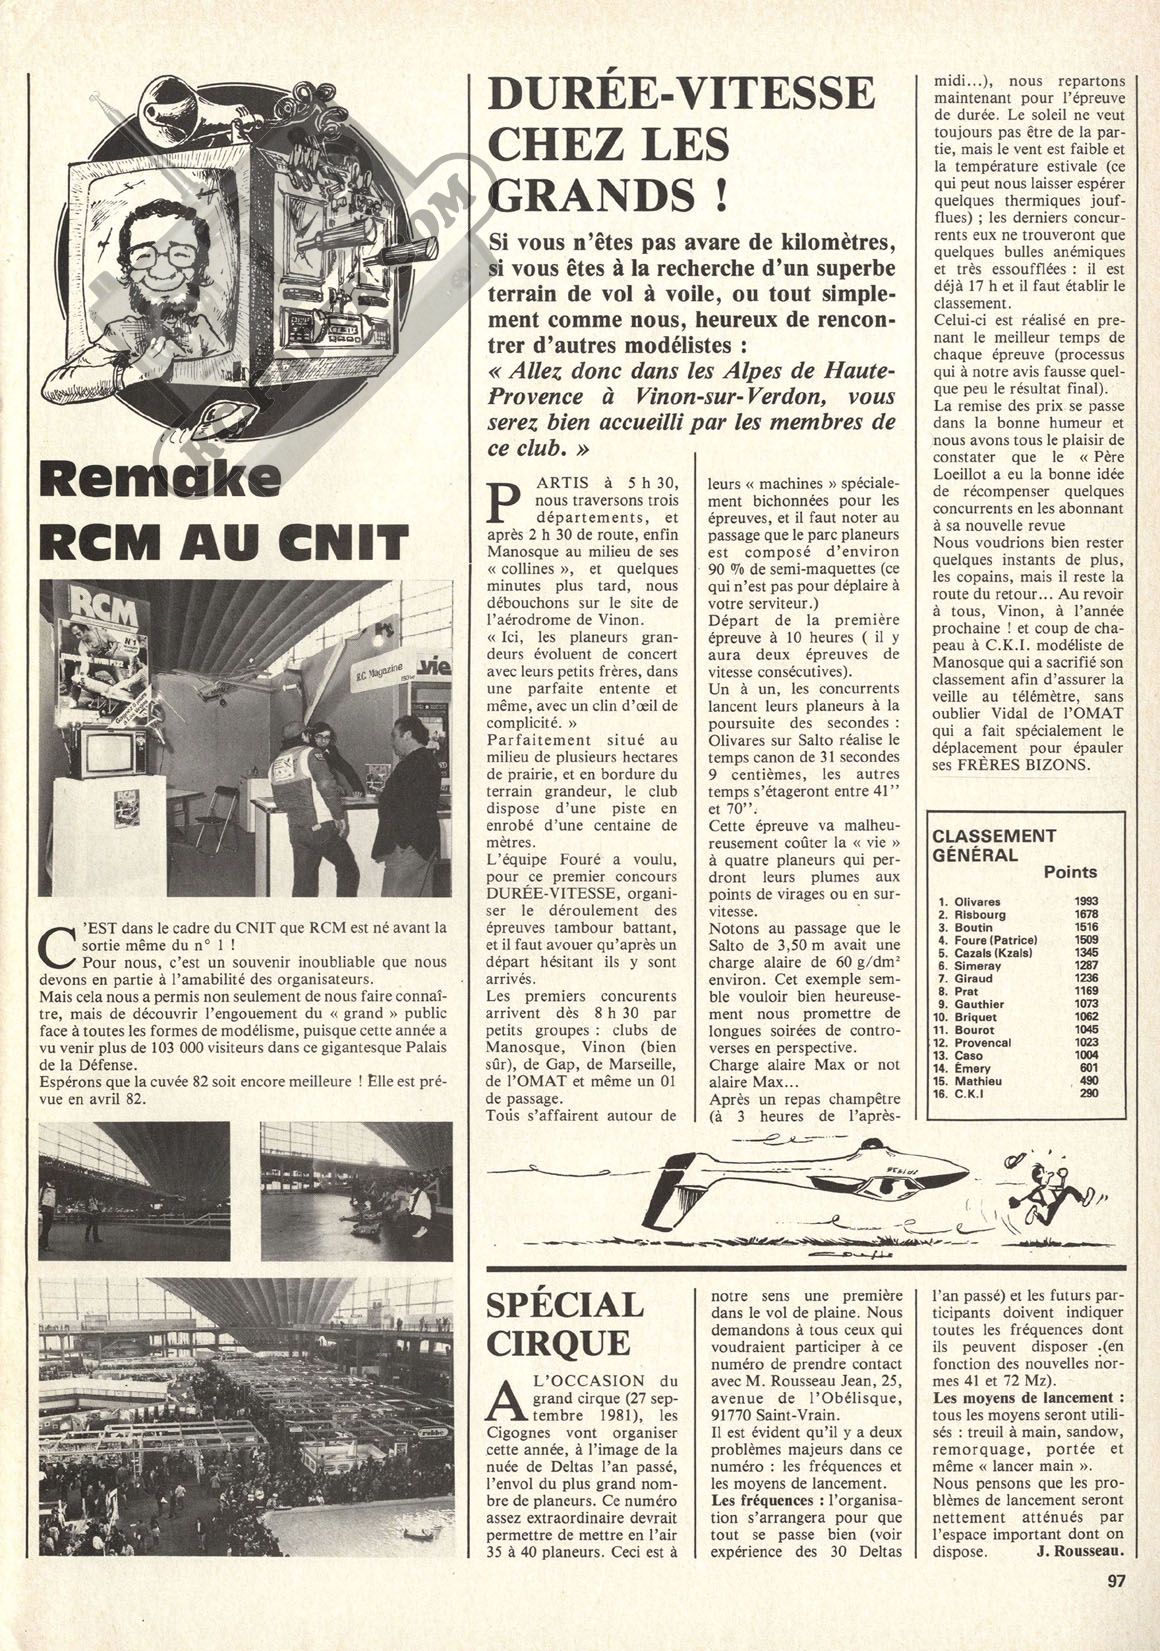 Remake
RCM AU CNIT
RCM
N°1
R.C. Magazine
vie
C'EST dans le cadre du CNIT que RCM est né avant la
sortie même du n° 1 !
Pour nous, c'est un souvenir inoubliable que nous
devons en partie à l'amabilité des organisateurs.
Mais cela nous a permis non seulement de nous faire connaî-
tre, mais de découvrir l'engouement du « grand » public
face à toutes les formes de modélisme, puisque cette année a
vu venir plus de 103 000 visiteurs dans ce gigantesque Palais
de la Défense.
Espérons que la cuvée 82 soit encore meilleure ! Elle est pré-
vue en avril 82.
robbe
DURÉE-VITESSE
CHEZ LES
GRANDS !
Si vous n'êtes pas avare de kilomètres,
si vous êtes à la recherche d'un superbe
terrain de vol à voile, ou tout simple-
ment comme nous, heureux de rencon-
trer d'autres modélistes :
« Allez donc dans les Alpes de Haute-
Provence à Vinon-sur-Verdon, vous
serez bien accueilli par les membres de
ce club. »
PARTIS à 5 h 30,
nous traversons trois
départements, et
après 2 h 30 de route, enfin
Manosque au milieu de ses
« collines », et quelques
minutes plus tard, nous
débouchons sur le site de
l'aérodrome de Vinon.
« Ici, les planeurs gran-
deurs évoluent de concert
avec leurs petits frères, dans
une parfaite entente et
même, avec un clin d'œil de
complicité. »
Parfaitement situé au
milieu de plusieurs hectares
de prairie, et en bordure du
terrain grandeur, le club
dispose d'une piste en
enrobé d'une centaine de
mètres.
L'équipe Fouré a voulu,
pour ce premier concours
DURÉE-VITESSE, organi-
ser le déroulement des
épreuves tambour battant,
et il faut avouer qu'après un
départ hésitant ils y sont
arrivés.
Les premiers concurents
arrivent dès 8 h 30 par
petits groupes : clubs de
Manosque, Vinon (bien
sûr), de Gap, de Marseille,
de l'OMAT et même un 01
de passage.
Tous s'affairent autour de
leurs « machines » spéciale-
ment bichonnées pour les
épreuves, et il faut noter au
passage que le parc planeurs
est composé d'environ
90 % de semi-maquettes (ce
qui n'est pas pour déplaire à
votre serviteur.)
Départ de la première
épreuve à 10 heures ( il y
aura deux épreuves de
vitesse consécutives).
Un à un, les concurrents
lancent leurs planeurs à la
poursuite des secondes :
Olivares sur Salto réalise le
temps canon de 31 secondes
9 centièmes, les autres
temps s'étageront entre 41''
et 70''.
Cette épreuve va malheu-
reusement coûter la « vie »
à quatre planeurs qui per-
dront leurs plumes aux
points de virages ou en sur-
vitesse.
Notons au passage que le
Salto de 3,50 m avait une
charge alaire de 60 g/dm²
environ. Cet exemple sem-
ble vouloir bien heureuse-
ment nous promettre de
longues soirées de contro-
verses en perspective.
Charge alaire Max or not
alaire Max...
Après un repas champêtre
(à 3 heures de l'après-
midi...), nous repartons
maintenant pour l'épreuve
de durée. Le soleil ne veut
toujours pas être de la par-
tie, mais le vent est faible et
la température estivale (ce
qui peut nous laisser espérer
quelques thermiques jouf-
flues) ; les derniers concur-
rents eux ne trouveront que
quelques bulles anémiques
et très essoufflées : il est
déjà 17 h et il faut établir le
classement.
Celui-ci est réalisé en pre-
nant le meilleur temps de
chaque épreuve (processus
qui à notre avis fausse quel-
que peu le résultat final).
La remise des prix se passe
dans la bonne humeur et
nous avons tous le plaisir de
constater que le « Père
Loeillot a eu la bonne idée
de récompenser quelques
concurrents en les abonnant
à sa nouvelle revue
Nous voudrions bien rester
quelques instants de plus,
les copains, mais il reste la
route du retour... Au revoir
à tous, Vinon, à l'année
prochaine ! et coup de cha-
peau à C.K.I. modéliste de
Manosque qui a sacrifié son
classement afin d'assurer la
veille au télémètre, sans
oublier Vidal de l'OMAT
qui a fait spécialement le
déplacement pour épauler
ses FRÈRES BIZONS.
CLASSEMENT
GÉNÉRAL
Points
1. Olivares 1993
2. Risbourg 1678
3. Boutin 1516
4. Foure (Patrice) 1509
5. Cazals (Kzals) 1345
6. Simeray 1287
7. Giraud 1236
8. Prat 1169
9. Gauthier 1073
10. Briquet 1062
11. Bourot 1045
12. Provencal 1023
13. Caso 1004
14. Émery 601
15. Mathieu 490
16. C.K.I 290
SPÉCIAL
CIRQUE
A L'OCCASION du
grand cirque (27 sep-
tembre 1981), les
Cigognes vont organiser
cette année, à l'image de la
nuée de Deltas l'an passé,
l'envol du plus grand nom-
bre de planeurs. Ce numéro
assez extraordinaire devrait
permettre de mettre en l'air
35 à 40 planeurs. Ceci est à
notre sens une première
dans le vol de plaine. Nous
demandons à tous ceux qui
voudraient participer à ce
numéro de prendre contact
avec M. Rousseau Jean, 25,
avenue de l'Obélisque,
91770 Saint-Vrain.
Il est évident qu'il y a deux
problèmes majeurs dans ce
numéro : les fréquences et
les moyens de lancement.
Les fréquences : l'organisa-
tion s'arrangera pour que
tout se passe bien (voir
expérience des 30 Deltas
l'an passé) et les futurs par-
ticipants doivent indiquer
toutes les fréquences dont
ils peuvent disposer (en
fonction des nouvelles nor-
mes 41 et 72 Mz).
Les moyens de lancement :
tous les moyens seront utili-
sés : treuil à main, sandow,
remorquage, portée et
même « lancer main ».
Nous pensons que les pro-
blèmes de lancement seront
nettement atténués par
l'espace important dont on
dispose. J. Rousseau.
97